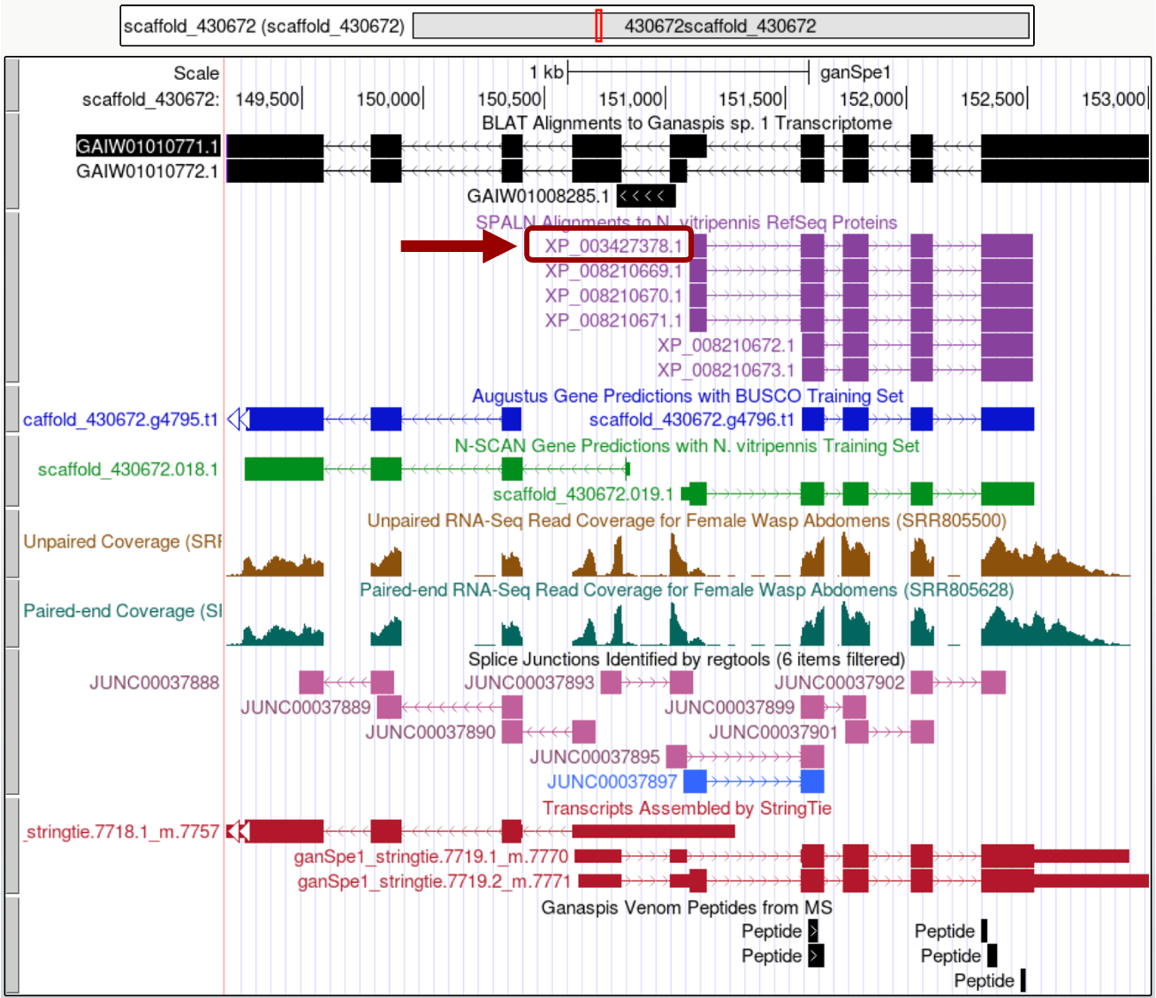 scaffold_430672 (scaffold_430672) 430672scaffold_430672
Scale 1 kb ganSpe1
scaffold_430672: 149,500 150,000 150,500 151,000 151,500 152,000 152,500 153,000
BLAT Alignments to Ganaspis sp. 1 Transcriptome
GAIW01010771.1
GAIW01010772.1
GAIW01008285.1
SPALN Alignments to N. vitripennis RefSeq Proteins
XP_003427378.1
XP_008210669.1
XP_008210670.1
XP_008210671.1
XP_008210672.1
XP_008210673.1
Augustus Gene Predictions with BUSCO Training Set
caffold_430672.g4795.t1 scaffold_430672.g4796.t1
N-SCAN Gene Predictions with N. vitripennis Training Set
scaffold_430672.018.1
scaffold_430672.019.1
Unpaired RNA-Seq Read Coverage for Female Wasp Abdomens (SRR805500)
Unpaired Coverage (SRF
Paired-end RNA-Seq Read Coverage for Female Wasp Abdomens (SRR805628)
Paired-end Coverage (SI
Splice Junctions Identified by regtools (6 items filtered)
JUNC00037888 JUNC00037893 JUNC00037902
JUNC00037889 JUNC00037899
JUNC00037890 JUNC00037901
JUNC00037895
JUNC00037897
Transcripts Assembled by StringTie
_stringtie.7718.1_m.7757
ganSpe1_stringtie.7719.1_m.7770
ganSpe1_stringtie.7719.2_m.7771
Ganaspis Venom Peptides from MS
Peptide Peptide
Peptide Peptide
Peptide